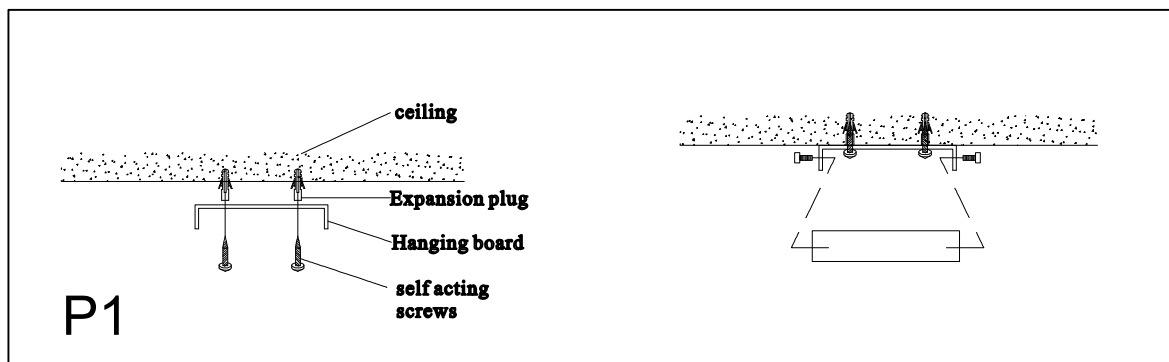 ceiling
Expansion plug
Hanging board
self acting
screws
P1